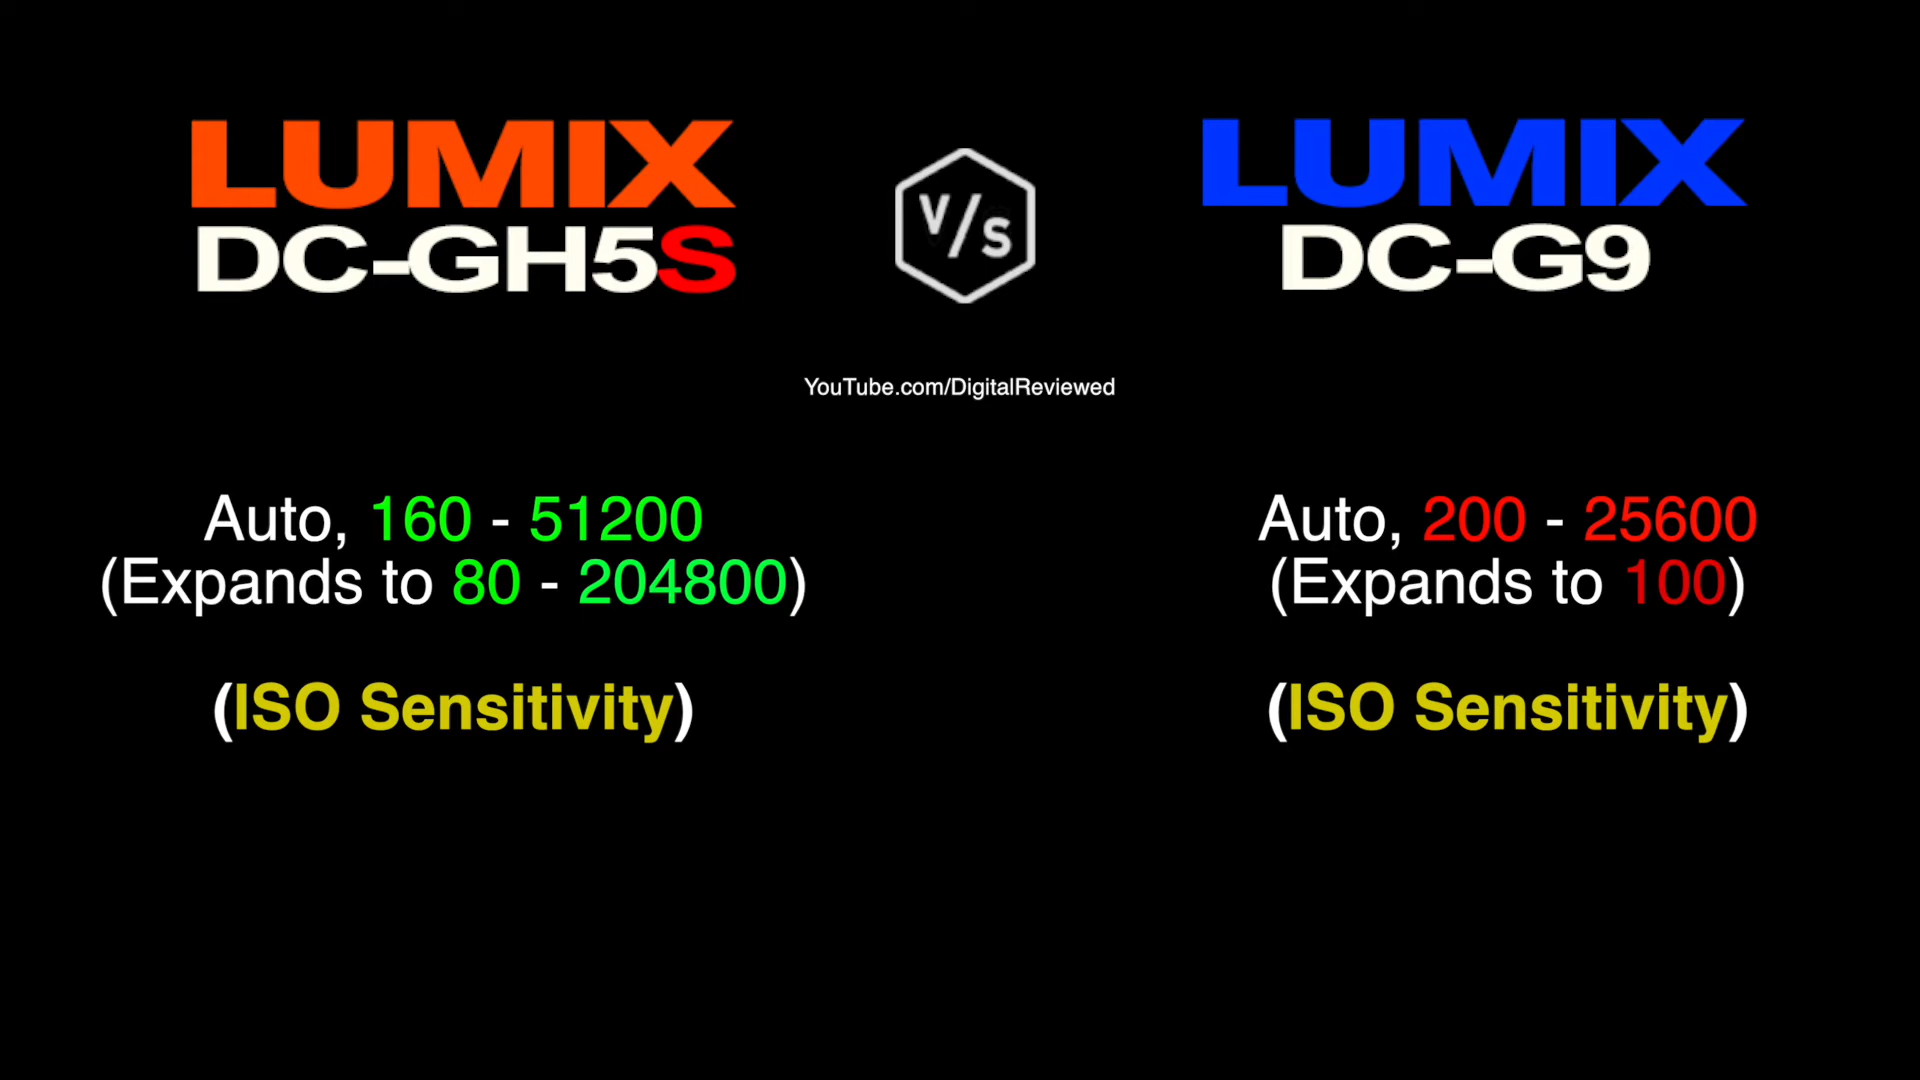 LUMIX
DC-GH5S
V/S
LUMIX
DC-G9
YouTube.com/DigitalReviewed
Auto, 160 - 51200
(Expands to 80 - 204800)
(ISO Sensitivity)
Auto, 200 - 25600
(Expands to 100)
(ISO Sensitivity)